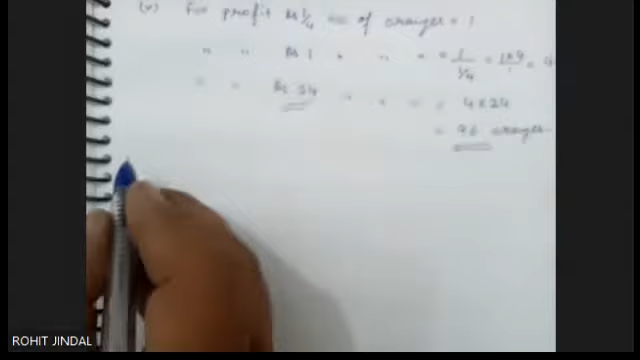 (v) For profit Rs 1/4 no of oranges = 1
" " Rs 1 " " " = 1/1/4 = 1×4/1 = 4
" " Rs 24 " " " = 4×24
= 96 oranges
ROHIT JINDAL